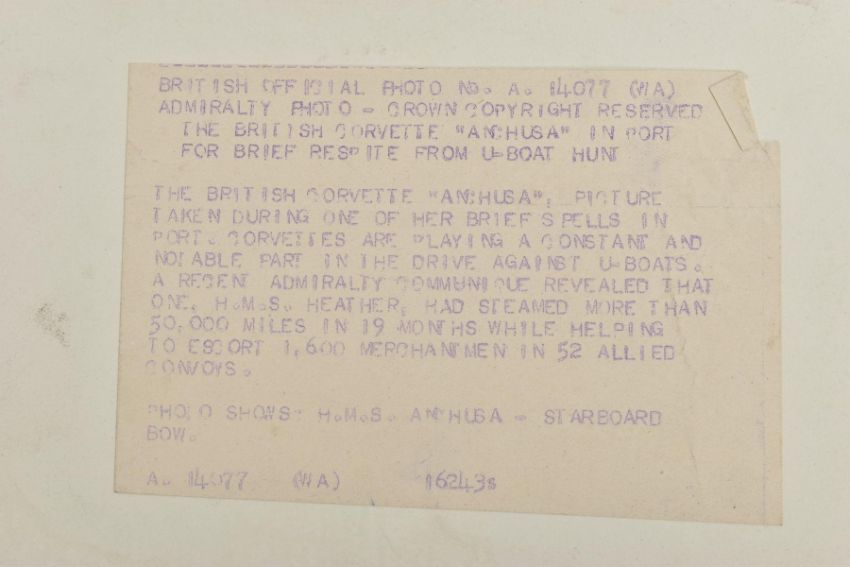 BRITISH OFFICIAL PHOTO NO. A. 14077 (WA)
ADMIRALTY PHOTO - CROWN COPYRIGHT RESERVED
THE BRITISH CORVETTE "ANCHUSA" IN PORT
FOR BRIEF RESPITE FROM U-BOAT HUNT
THE BRITISH CORVETTE "ANCHUSA", PICTURE
TAKEN DURING ONE OF HER BRIEF SPELLS IN
PORT. CORVETTES ARE PLAYING A CONSTANT AND
NOTABLE PART IN THE DRIVE AGAINST U-BOATS.
A RECENT ADMIRALTY COMMUNIQUE REVEALED THAT
ONE, H.M.S. HEATHER, HAD STEAMED MORE THAN
50,000 MILES IN 19 MONTHS WHILE HELPING
TO ESCORT 1,600 MERCHANTMEN IN 52 ALLIED
CONVOYS.
PHOTO SHOWS: H.M.S. ANCHUSA - STARBOARD
BOW.
A. 14077 (WA) 16243s